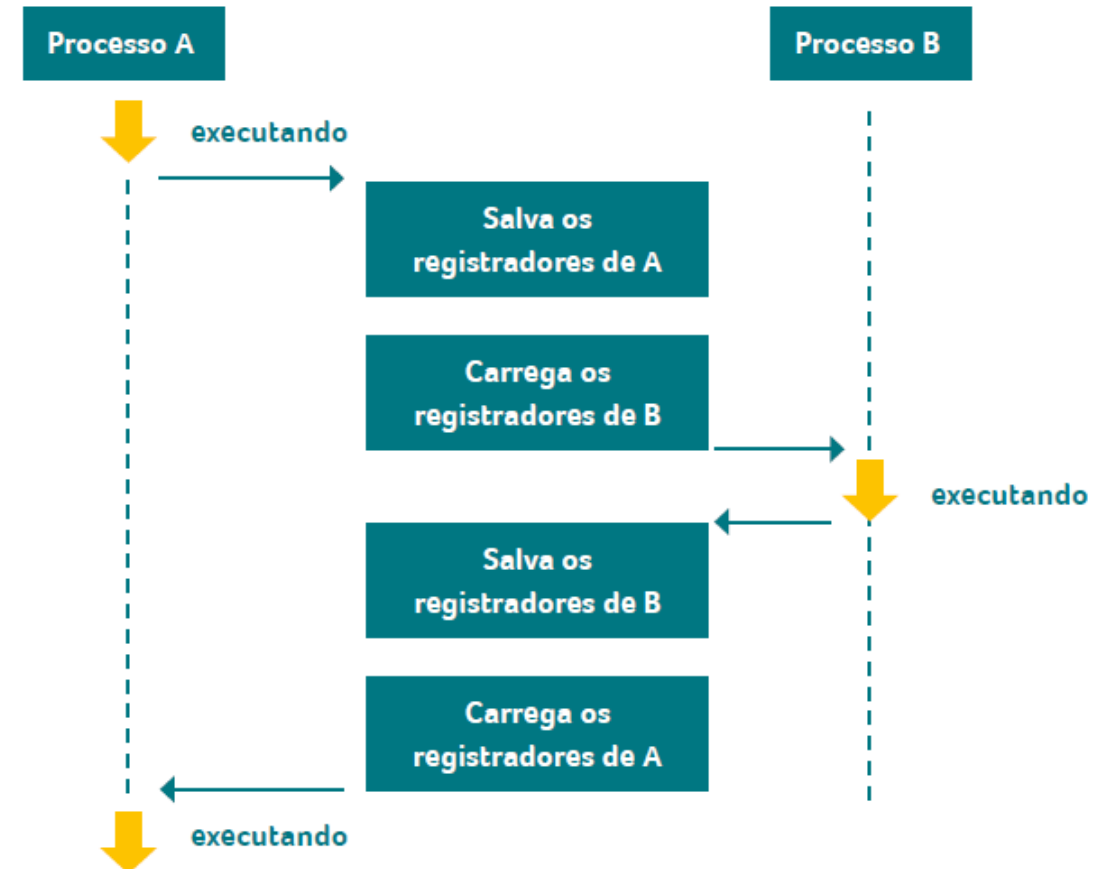 Processo A
Processo B
executando
Salva os
registradores de A
Carrega os
registradores de B
executando
Salva os
registradores de B
Carrega os
registradores de A
executando